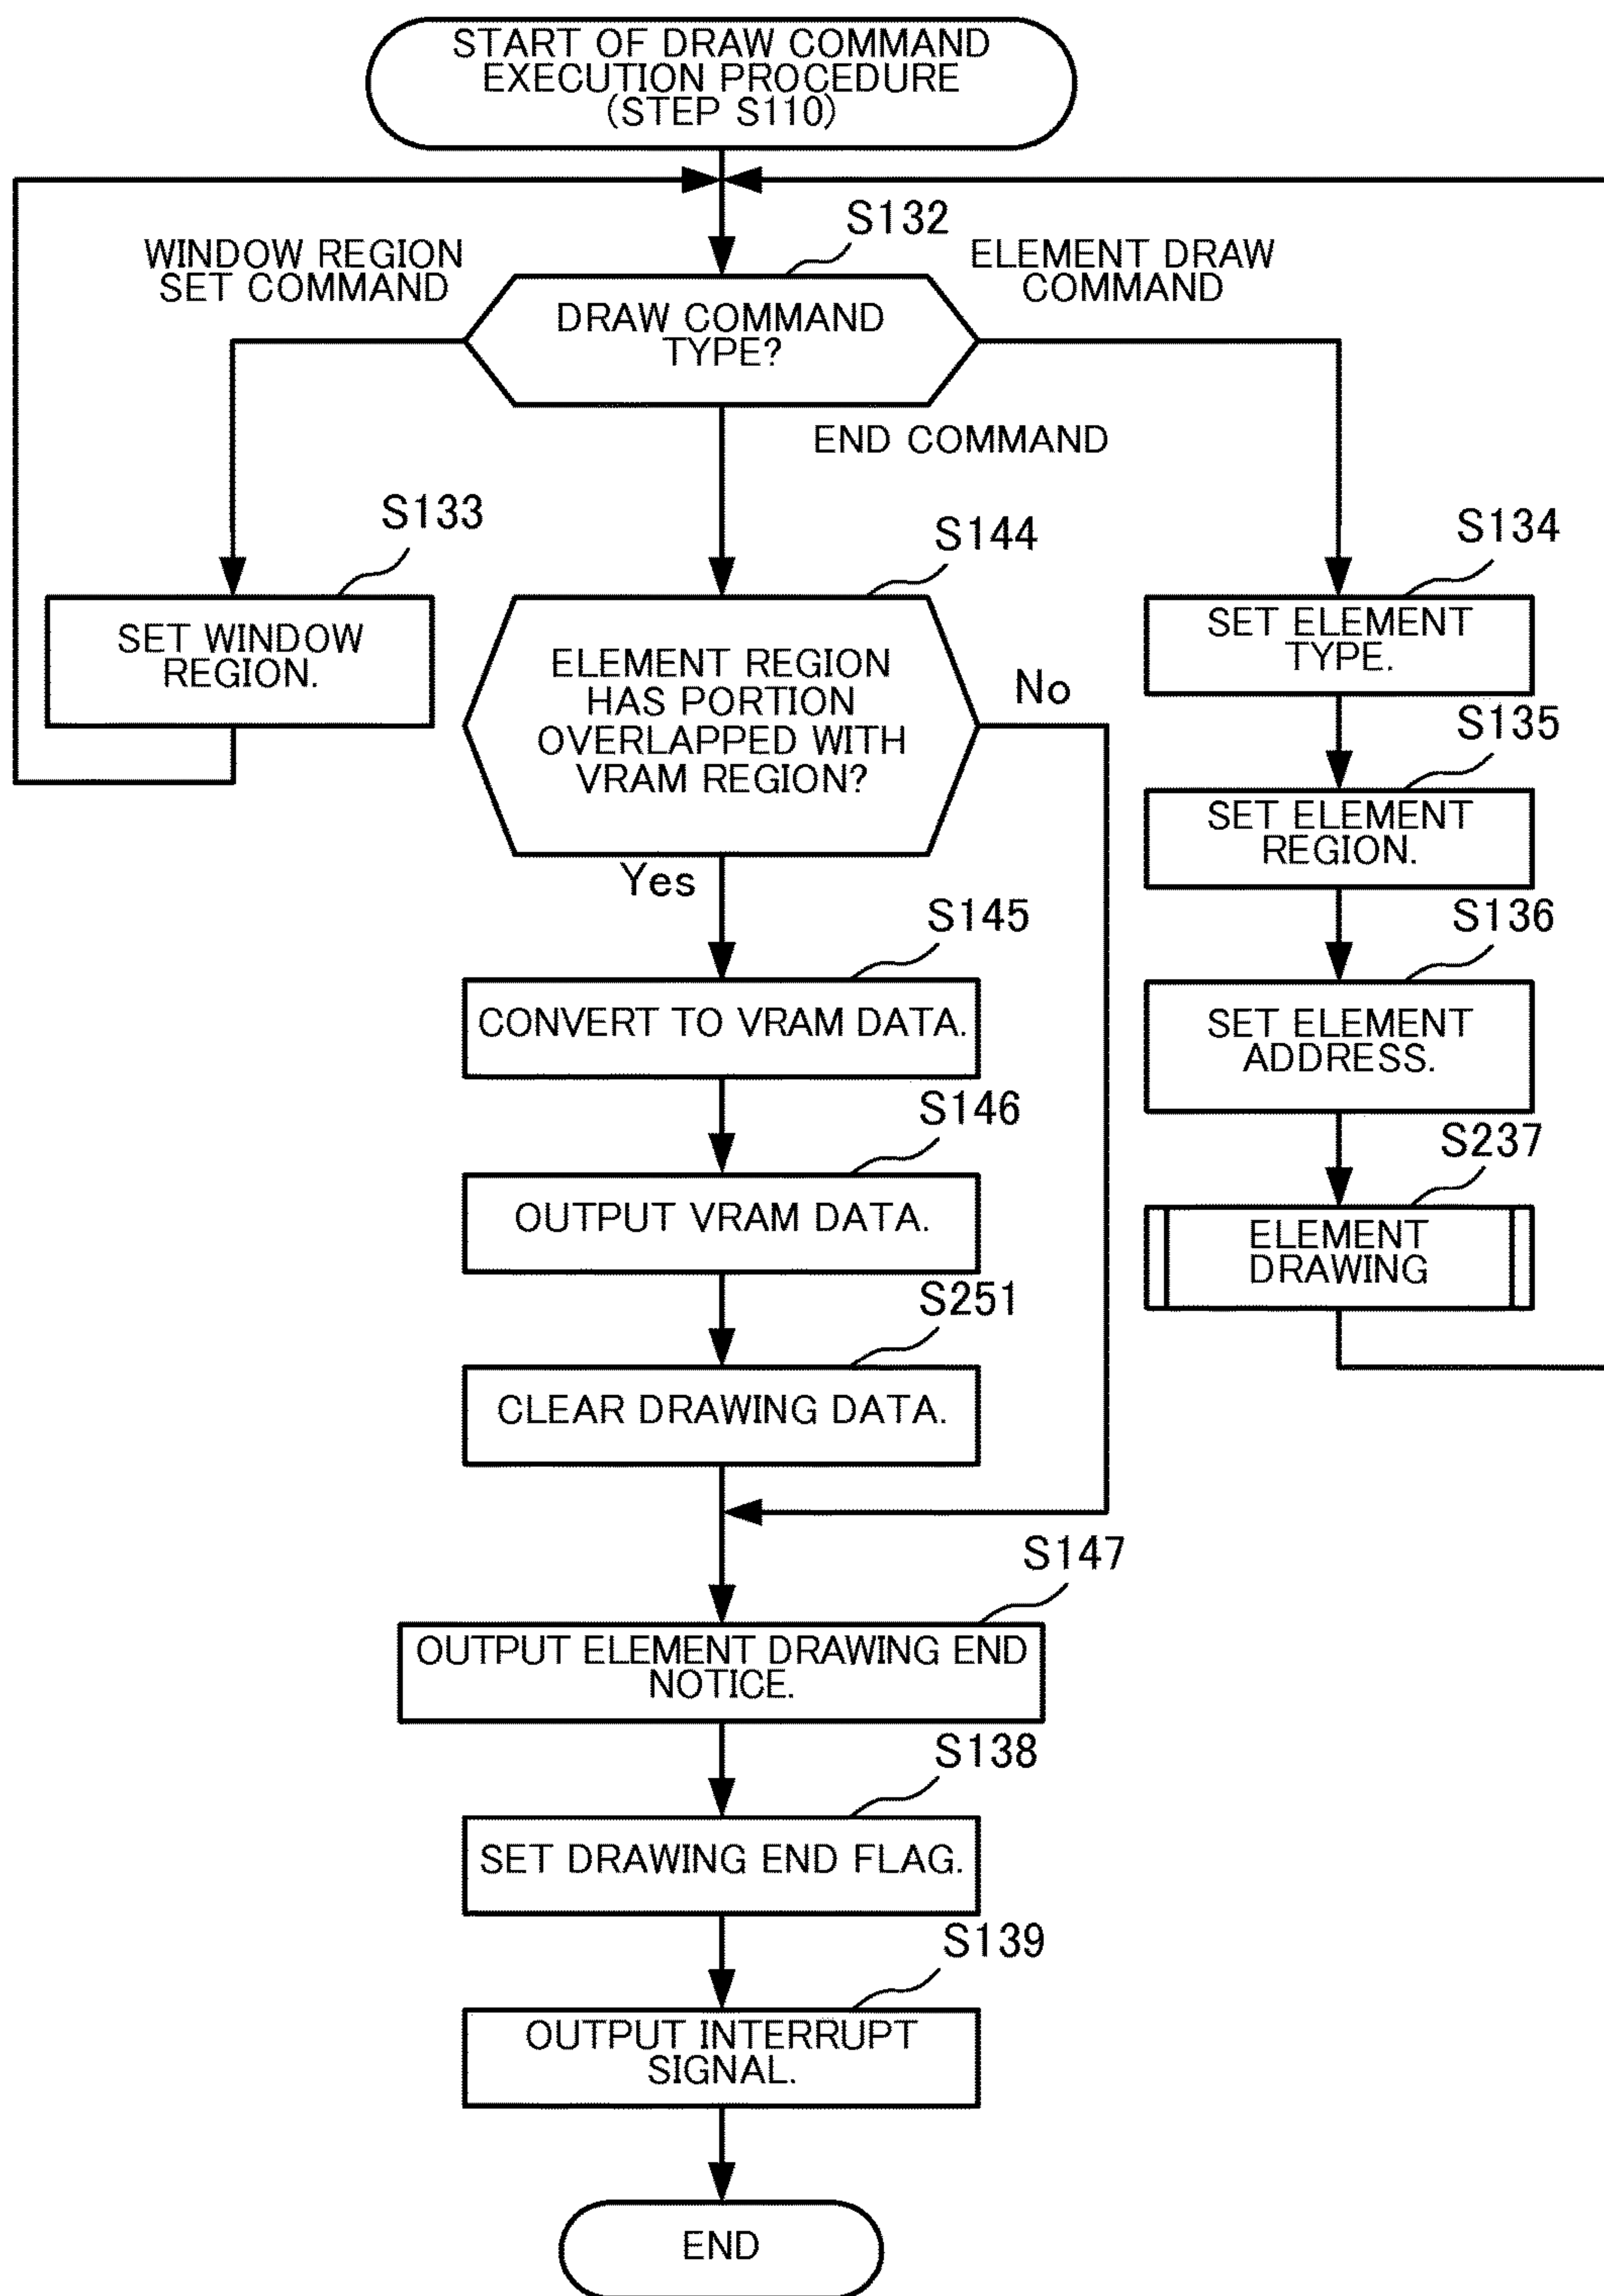 START OF DRAW COMMAND
EXECUTION PROCEDURE
(STEP S110)
S132
WINDOW REGION
SET COMMAND
ELEMENT DRAW
COMMAND
DRAW COMMAND
TYPE?
END COMMAND
S133
S144
S134
SET WINDOW
REGION.
ELEMENT REGION
HAS PORTION
OVERLAPPED WITH
VRAM REGION?
No
SET ELEMENT
TYPE.
S135
SET ELEMENT
REGION.
Yes
S145
S136
CONVERT TO VRAM DATA.
SET ELEMENT
ADDRESS.
S146
S237
OUTPUT VRAM DATA.
ELEMENT
DRAWING
S251
CLEAR DRAWING DATA.
S147
OUTPUT ELEMENT DRAWING END
NOTICE.
S138
SET DRAWING END FLAG.
S139
OUTPUT INTERRUPT
SIGNAL.
END